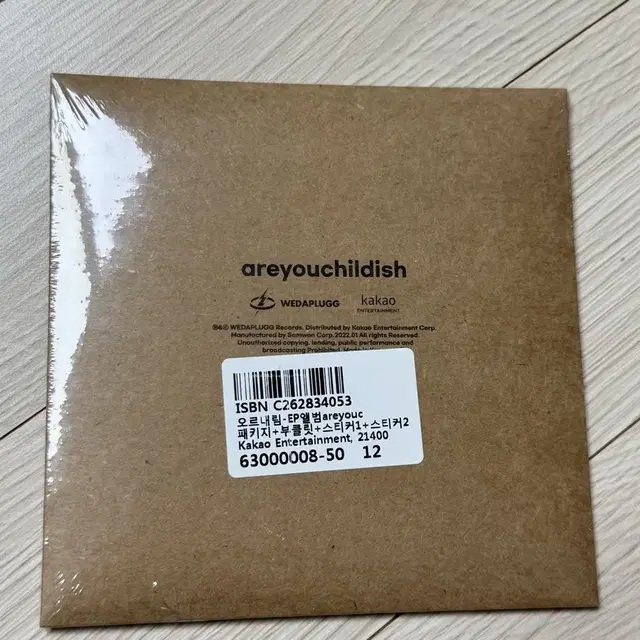 areyouchildish
WEDAPLUGG kakao
ENTERTAINMENT
℗&© WEDAPLUGG Records. Distributed by Kakao Entertainment Corp.
Manufactured by Somwon Corp. 2022.01 All rights Reserved.
Unauthorized copying, lending, public performance and
broadcasting Prohibited. Made in
ISBN C262834053
오르내림-EP앨범areyouc
패키지+부클릿+스티커1+스티커2
Kakao Entertainment, 21400
63000008-50 12